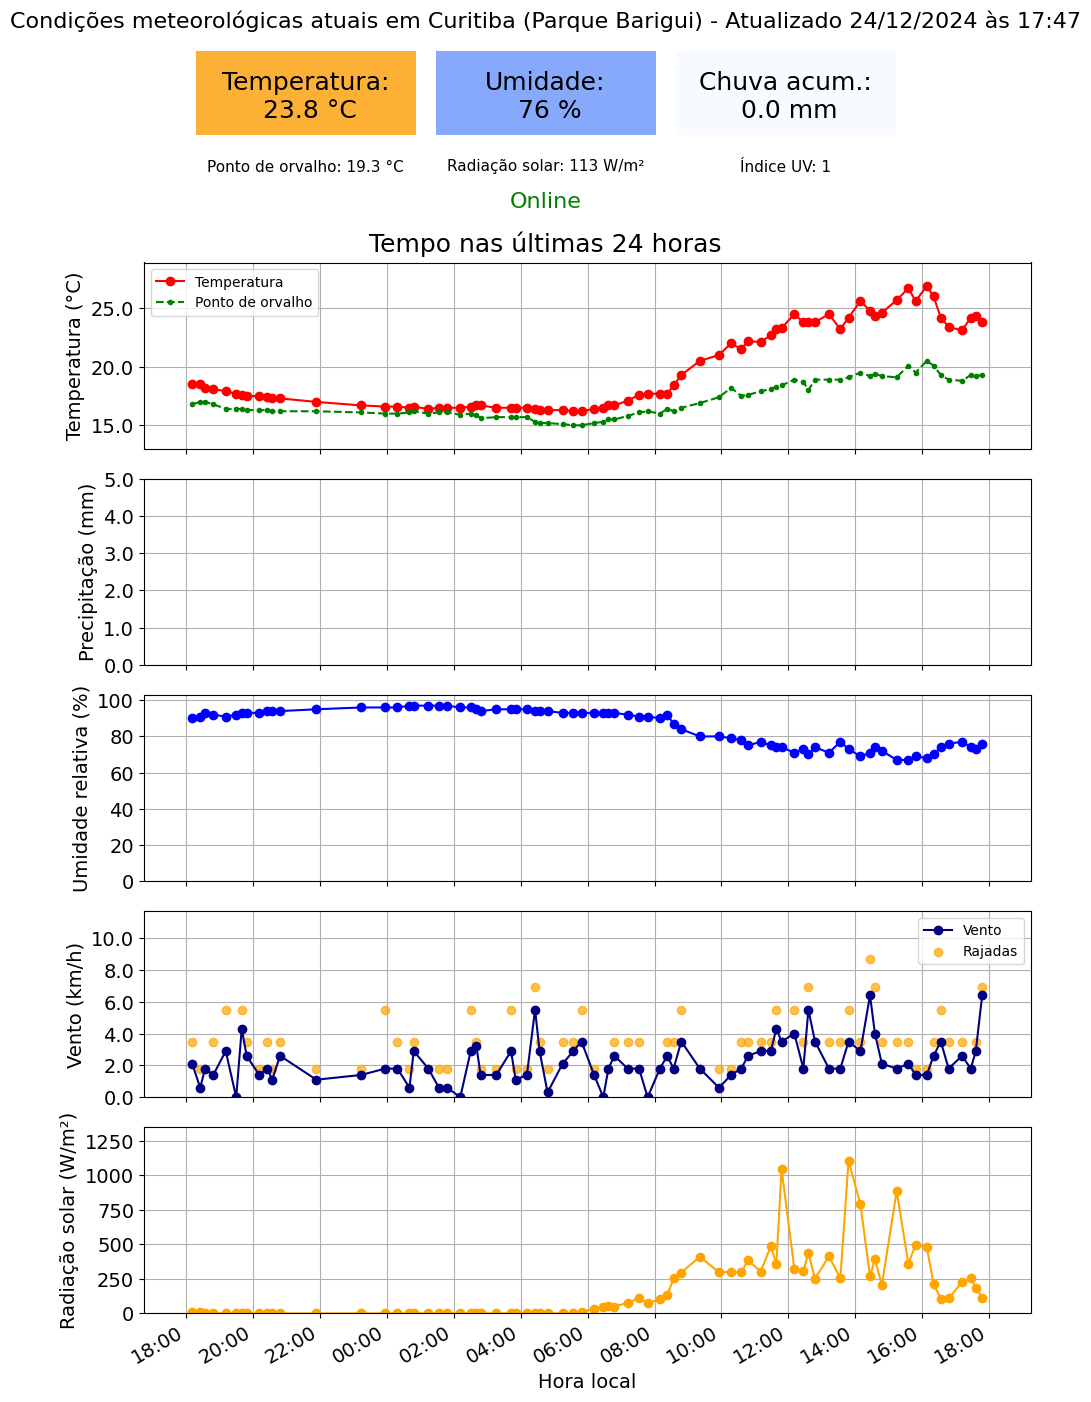 Condições meteorológicas atuais em Curitiba (Parque Barigui) - Atualizado 24/12/2024 às 17:47
Temperatura:
23.8 °C
Umidade:
76 %
Chuva acum.:
0.0 mm
Ponto de orvalho: 19.3 °C
Radiação solar: 113 W/m²
Índice UV: 1
Online
Tempo nas últimas 24 horas
Temperatura (°C)
25.0
20.0
15.0
Temperatura
Ponto de orvalho
Precipitação (mm)
5.0
4.0
3.0
2.0
1.0
0.0
Umidade relativa (%)
100
80
60
40
20
0
Vento (km/h)
10.0
8.0
6.0
4.0
2.0
0.0
Vento
Rajadas
Radiação solar (W/m²)
1250
1000
750
500
250
0
18:00
20:00
22:00
00:00
02:00
04:00
06:00
08:00
10:00
12:00
14:00
16:00
18:00
Hora local